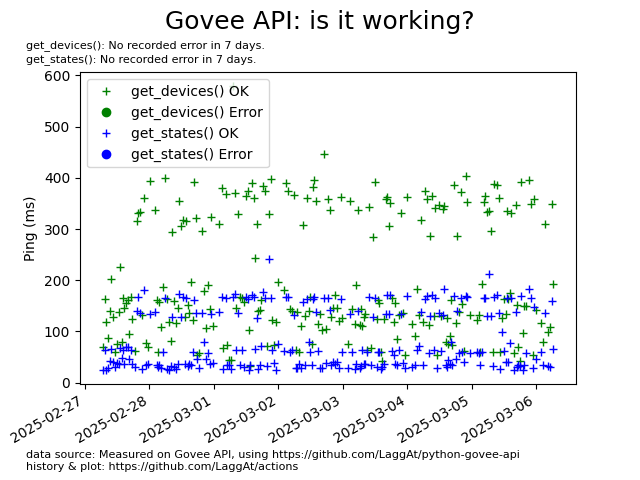 Govee API: is it working?
get_devices(): No recorded error in 7 days.
get_states(): No recorded error in 7 days.
600
500
400
300
200
100
0
Ping (ms)
get_devices() OK
get_devices() Error
get_states() OK
get_states() Error
2025-02-27
2025-02-28
2025-03-01
2025-03-02
2025-03-03
2025-03-04
2025-03-05
2025-03-06
data source: Measured on Govee API, using https://github.com/LaggAt/python-govee-api
history & plot: https://github.com/LaggAt/actions